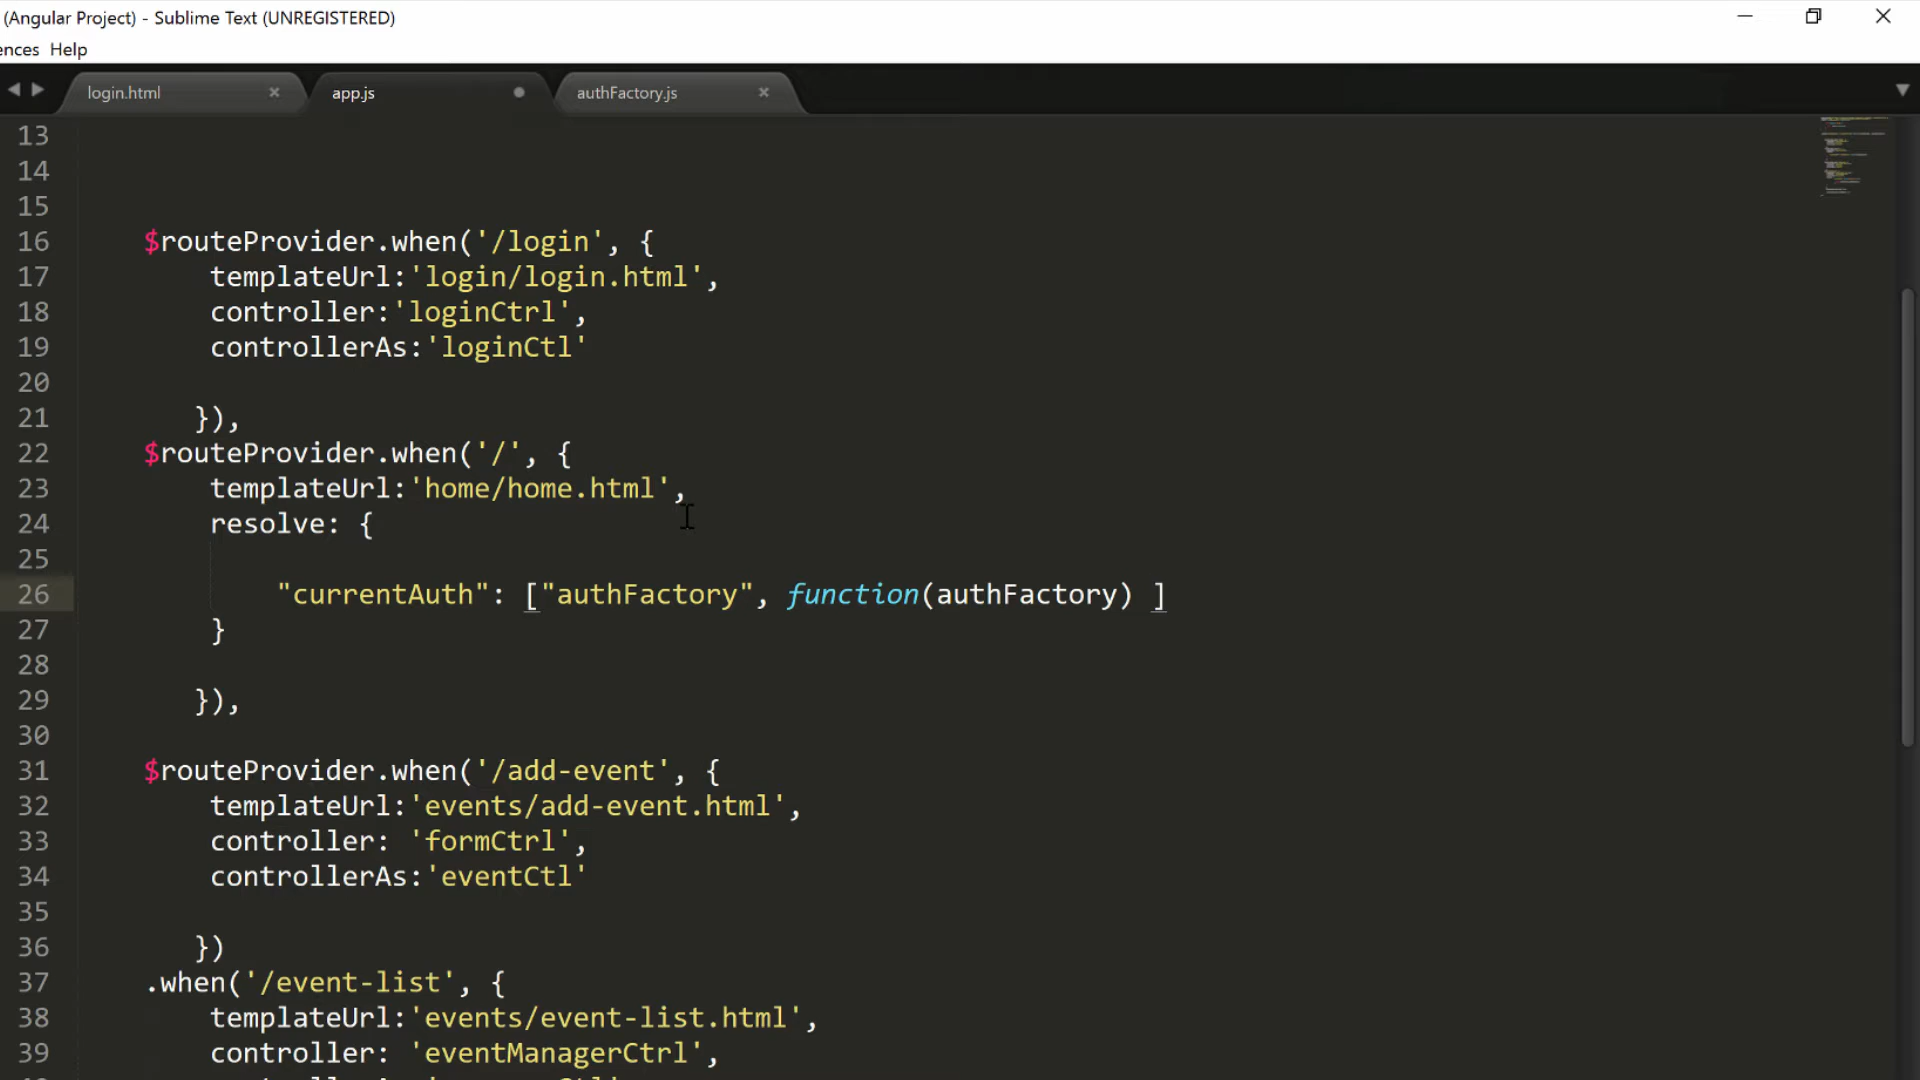 (Angular Project) - Sublime Text (UNREGISTERED)
ences Help
login.html app.js authFactory.js
13
14
15
16 $routeProvider.when('/login', {
17 templateUrl:'login/login.html',
18 controller:'loginCtrl',
19 controllerAs:'loginCtl'
20
21 }),
22 $routeProvider.when('/', {
23 templateUrl:'home/home.html',
24 resolve: {
25
26 "currentAuth": ["authFactory", function(authFactory) ]
27 }
28
29 }),
30
31 $routeProvider.when('/add-event', {
32 templateUrl:'events/add-event.html',
33 controller: 'formCtrl',
34 controllerAs:'eventCtl'
35
36 })
37 .when('/event-list', {
38 templateUrl:'events/event-list.html',
39 controller: 'eventManagerCtrl',